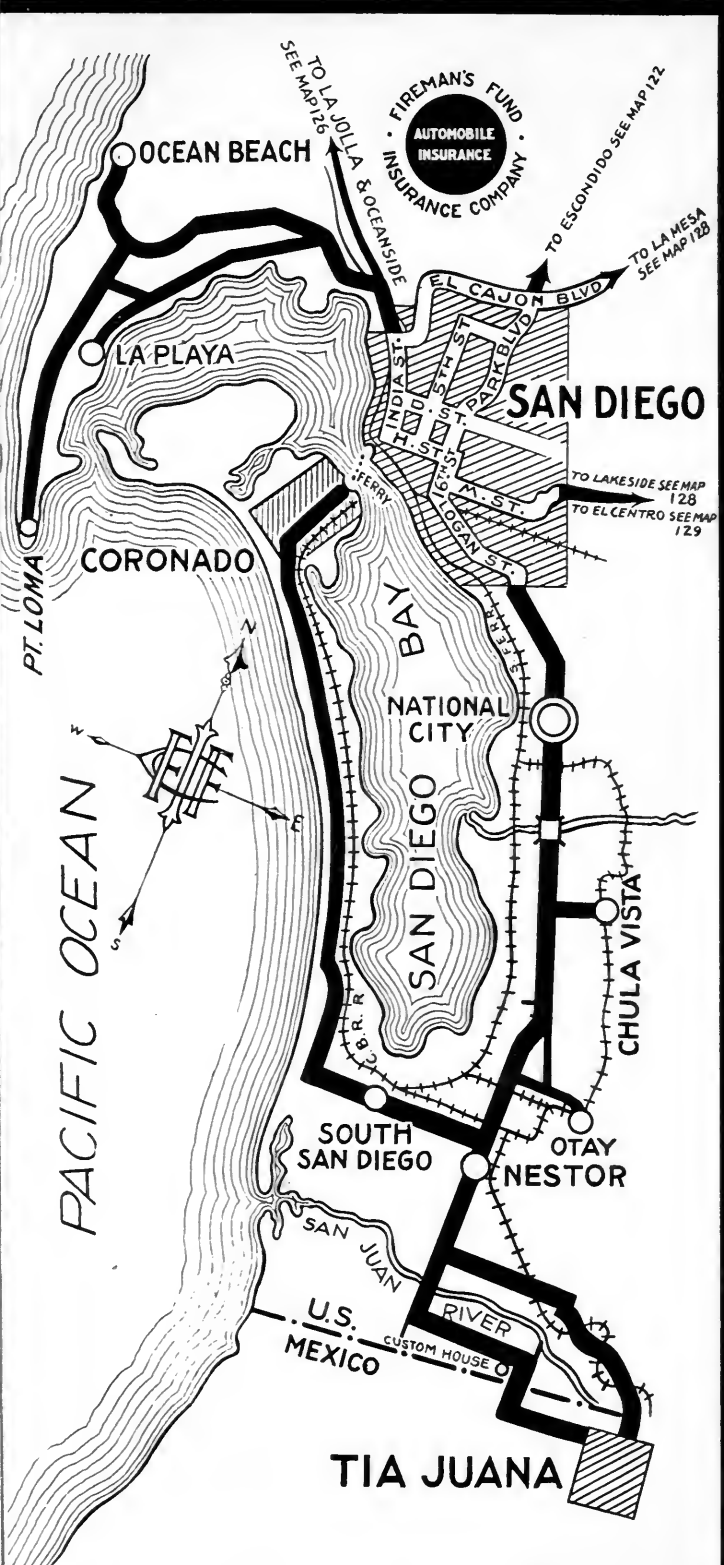 TO LA JOLLA & OCEANSIDE
SEE MAP 126
FIREMAN'S FUND
INSURANCE COMPANY
AUTOMOBILE
INSURANCE
TO ESCONDIDO SEE MAP 122
TO LA MESA
SEE MAP 128
OCEAN BEACH
EL CAJON BLVD
LA PLAYA
INDIA ST.
5TH ST
PARK BLVD
D. ST.
H. ST.
16TH ST
M. ST.
LOGAN ST.
SAN DIEGO
TO LAKESIDE SEE MAP
128
TO EL CENTRO SEE MAP
129
FERRY
CORONADO
PT. LOMA
N
W
E
S
SAN DIEGO BAY
NATIONAL
CITY
PACIFIC OCEAN
CHULA VISTA
C. B. R. R
SOUTH
SAN DIEGO
OTAY
NESTOR
SAN JUAN RIVER
U.S.
MEXICO
CUSTOM HOUSE
TIA JUANA